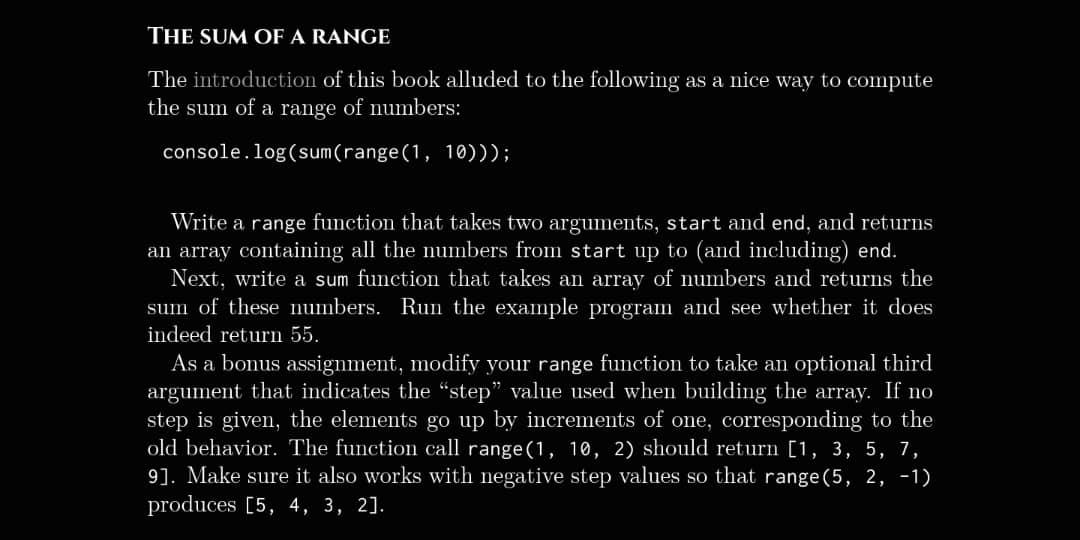 THE SUM OF A RANGE
The introduction of this book alluded to the following as a nice way to compute
the sum of a range of numbers:
console.log(sum(range(1, 10)));
Write a range function that takes two arguments, start and end, and returns
an array containing all the numbers from start up to (and including) end.
Next, write a sum function that takes an array of numbers and returns the
sum of these numbers. Run the example program and see whether it does
indeed return 55.
As a bonus assignment, modify your range function to take an optional third
argument that indicates the “step” value used when building the array. If no
step is given, the elements go up by increments of one, corresponding to the
old behavior. The function call range(1, 10, 2) should return [1, 3, 5, 7,
9]. Make sure it also works with negative step values so that range(5, 2, -1)
produces [5, 4, 3, 2].